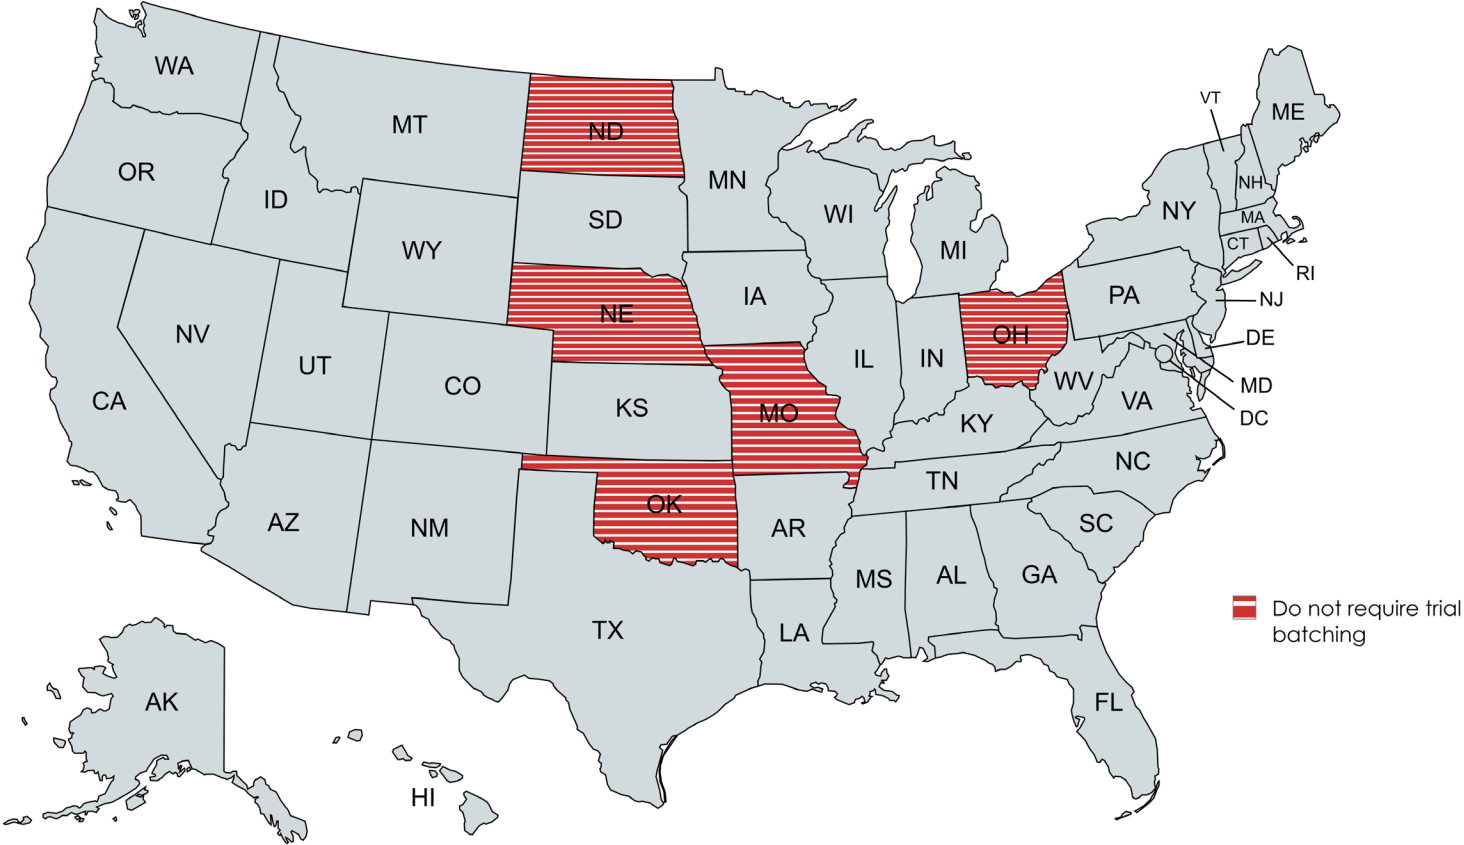 WA
MT
ND
OR
ID
WY
SD
MN
WI
MI
NY
VT
NH
ME
MA
CT
RI
NJ
PA
DE
MD
DC
NV
UT
CO
NE
IA
IL
IN
OH
WV
VA
CA
KS
MO
KY
TN
NC
AZ
NM
OK
AR
MS
AL
GA
SC
TX
LA
FL
AK
HI
Do not require trial
batching